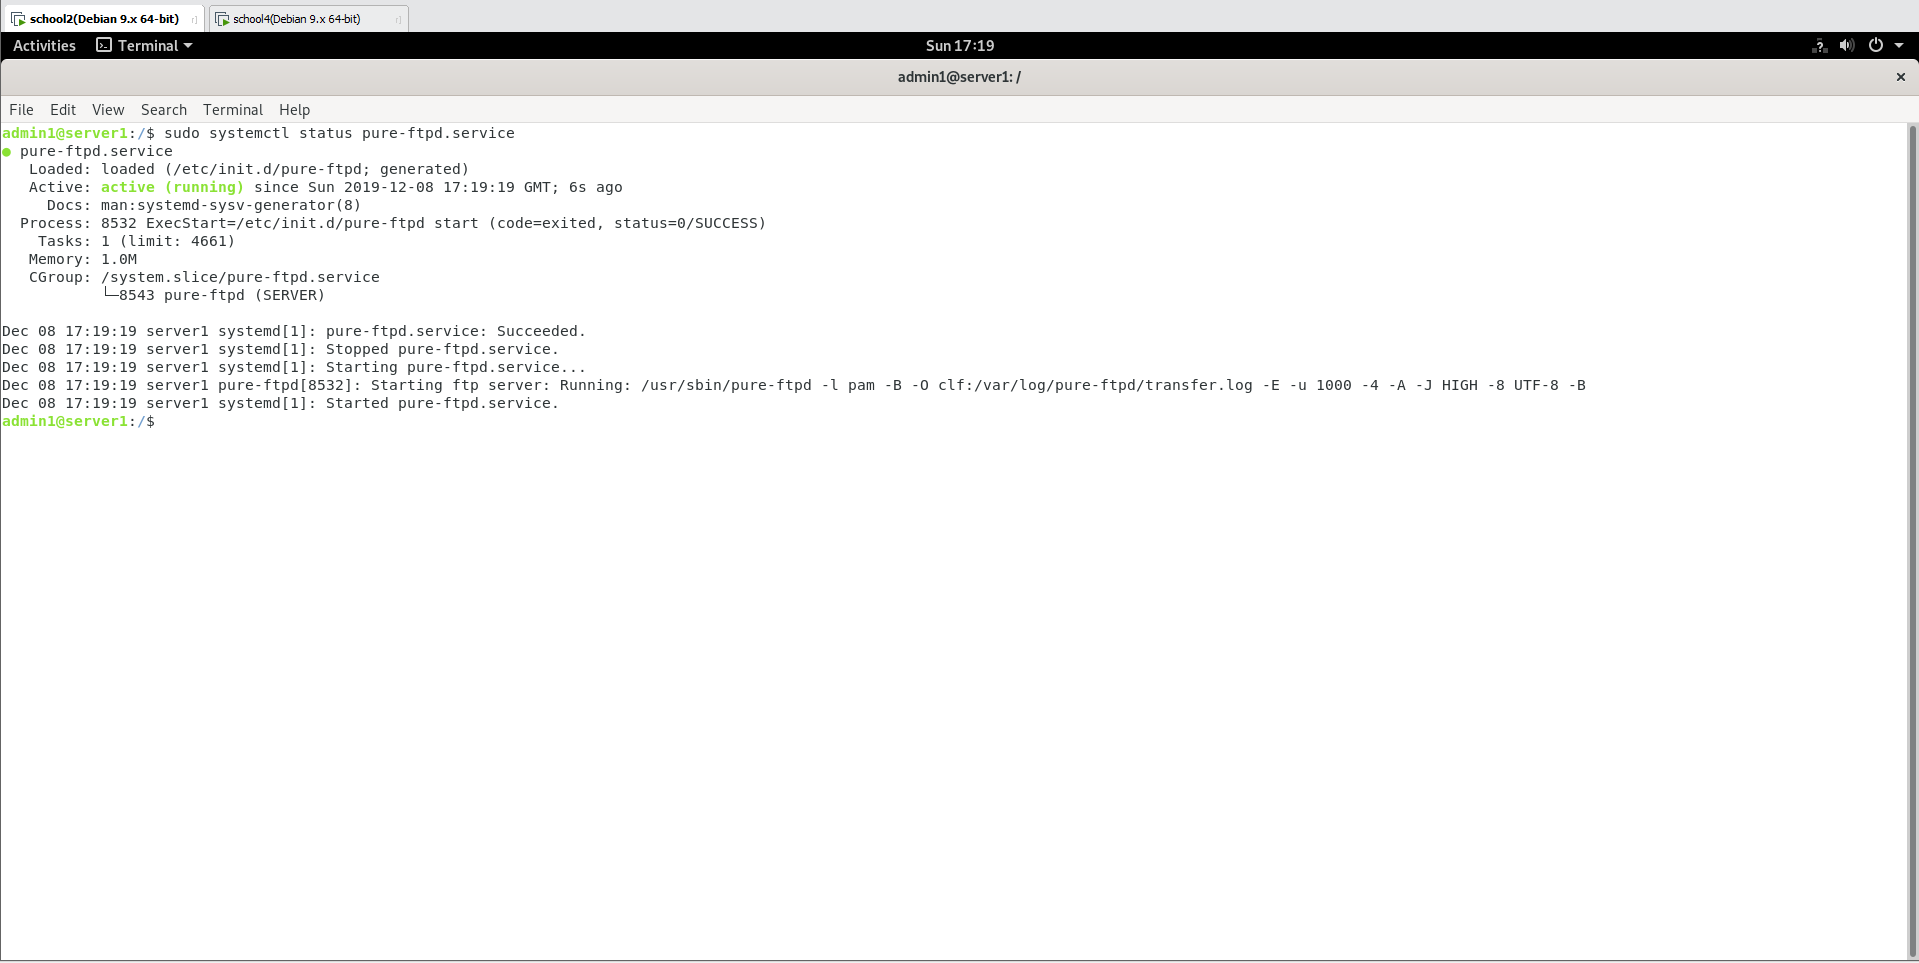 school2(Debian 9.x 64-bit) school4(Debian 9.x 64-bit)
Activities Terminal Sun 17:19
admin1@server1: /
File Edit View Search Terminal Help
admin1@server1:/$ sudo systemctl status pure-ftpd.service
● pure-ftpd.service
   Loaded: loaded (/etc/init.d/pure-ftpd; generated)
   Active: active (running) since Sun 2019-12-08 17:19:19 GMT; 6s ago
     Docs: man:systemd-sysv-generator(8)
  Process: 8532 ExecStart=/etc/init.d/pure-ftpd start (code=exited, status=0/SUCCESS)
    Tasks: 1 (limit: 4661)
   Memory: 1.0M
   CGroup: /system.slice/pure-ftpd.service
           └─8543 pure-ftpd (SERVER)
Dec 08 17:19:19 server1 systemd[1]: pure-ftpd.service: Succeeded.
Dec 08 17:19:19 server1 systemd[1]: Stopped pure-ftpd.service.
Dec 08 17:19:19 server1 systemd[1]: Starting pure-ftpd.service...
Dec 08 17:19:19 server1 pure-ftpd[8532]: Starting ftp server: Running: /usr/sbin/pure-ftpd -l pam -B -O clf:/var/log/pure-ftpd/transfer.log -E -u 1000 -4 -A -J HIGH -8 UTF-8 -B
Dec 08 17:19:19 server1 systemd[1]: Started pure-ftpd.service.
admin1@server1:/$